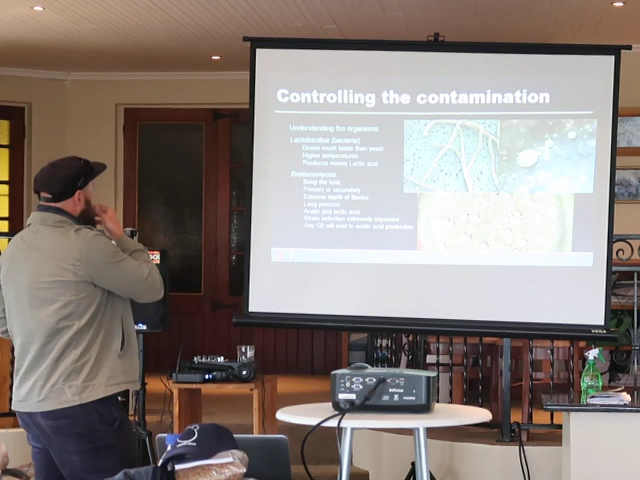 Controlling the contamination
Understanding the organisms
Lactobacillus (bacteria)
Grows much faster than yeast
Higher temperatures
Produces mainly Lactic acid
Brettanomyces
Bring the funk
Primary or secondary
Extreme depth of flavour
Long process
Acetic and lactic acid
Strain selection extremely important
Any O2 will lead to acetic acid production
VEGA
InFocus